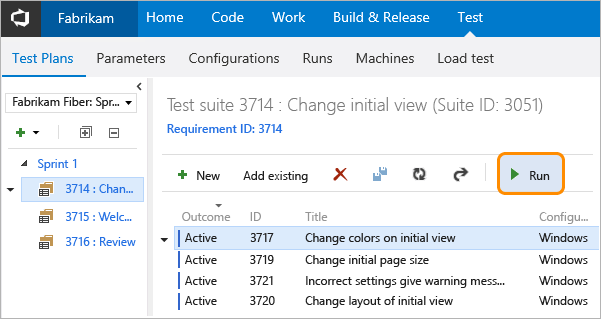 Fabrikam Home Code Work Build & Release Test
Test Plans Parameters Configurations Runs Machines Load test
Fabrikam Fiber: Spr...
Sprint 1
3714 : Chan...
3715 : Welc...
3716 : Review
Test suite 3714 : Change initial view (Suite ID: 3051)
Requirement ID: 3714
New Add existing Run
Outcome ID Title Configu...
Active 3717 Change colors on initial view Windows
Active 3719 Change initial page size Windows
Active 3721 Incorrect settings give warning mess... Windows
Active 3720 Change layout of initial view Windows